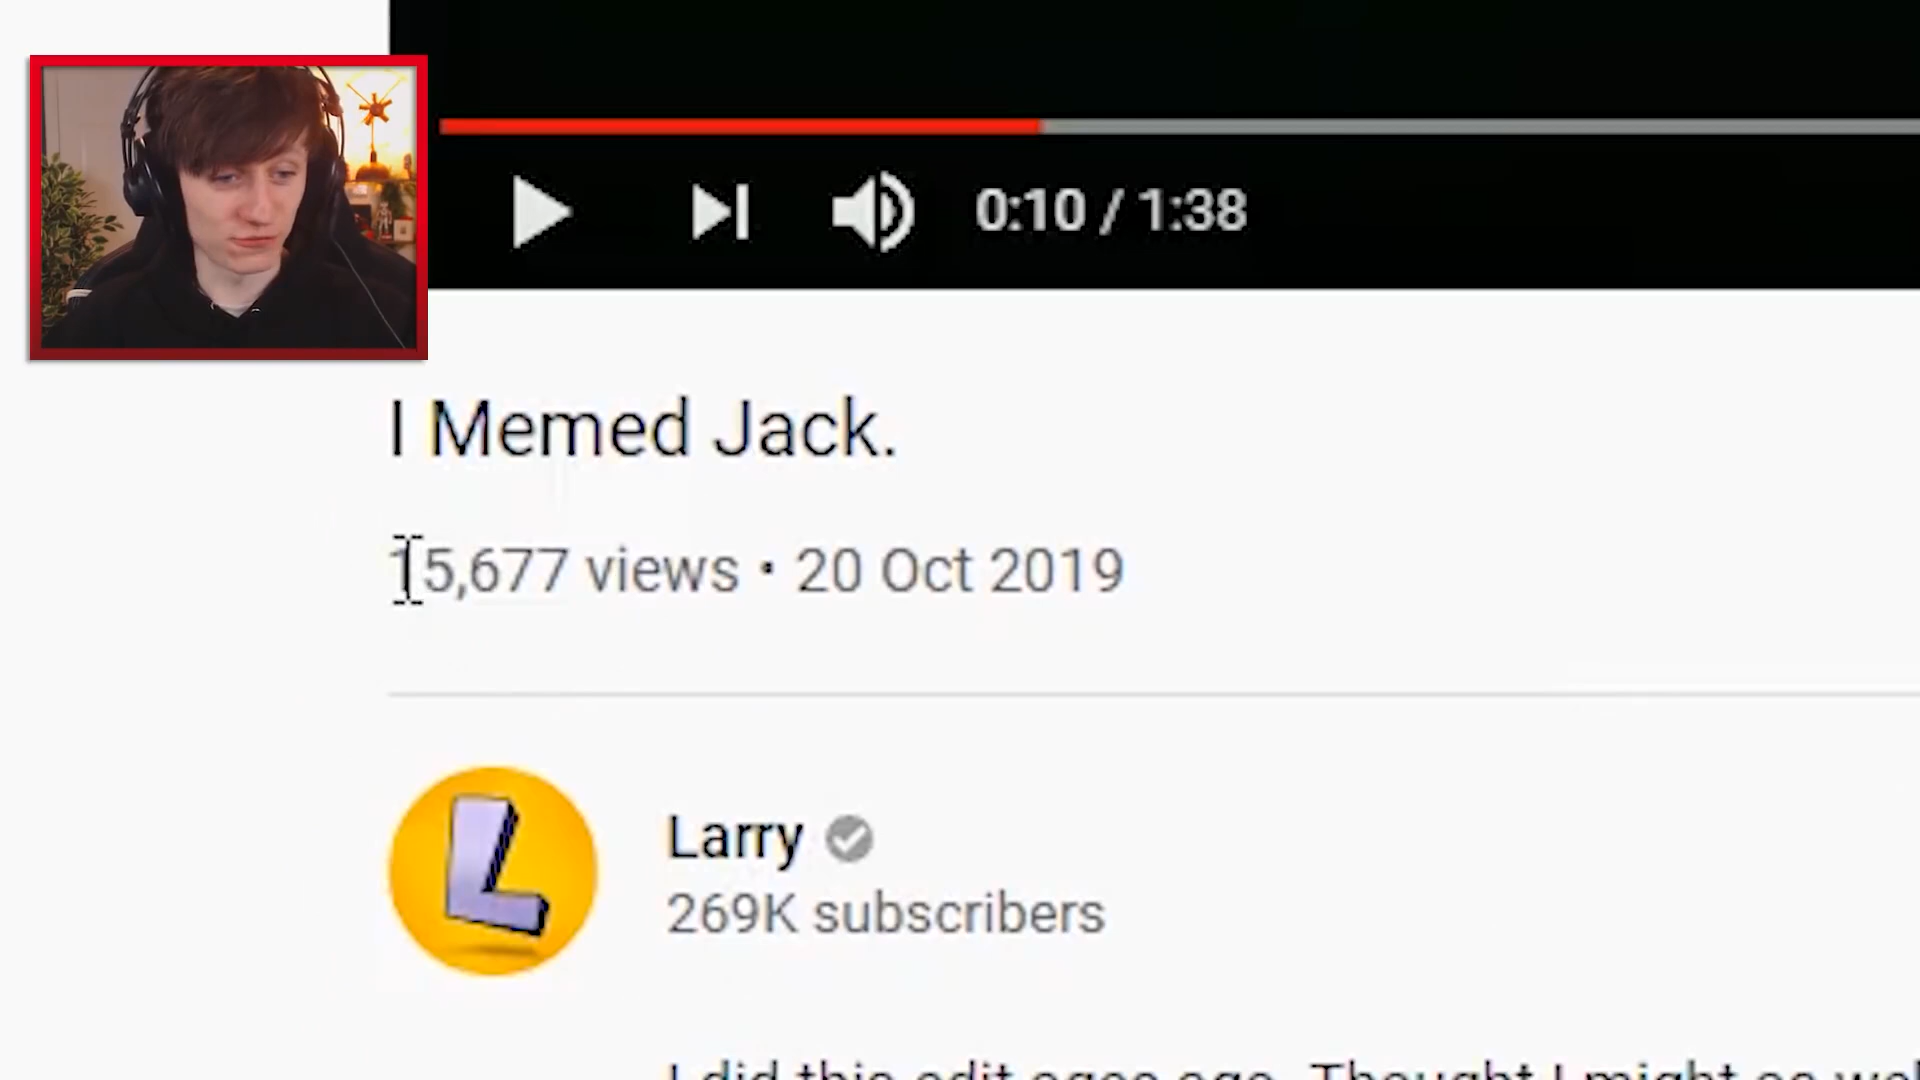 0:10 / 1:38
I Memed Jack.
15,677 views • 20 Oct 2019
L
Larry
269K subscribers
I did this edit ages ago. Thought I might as wel